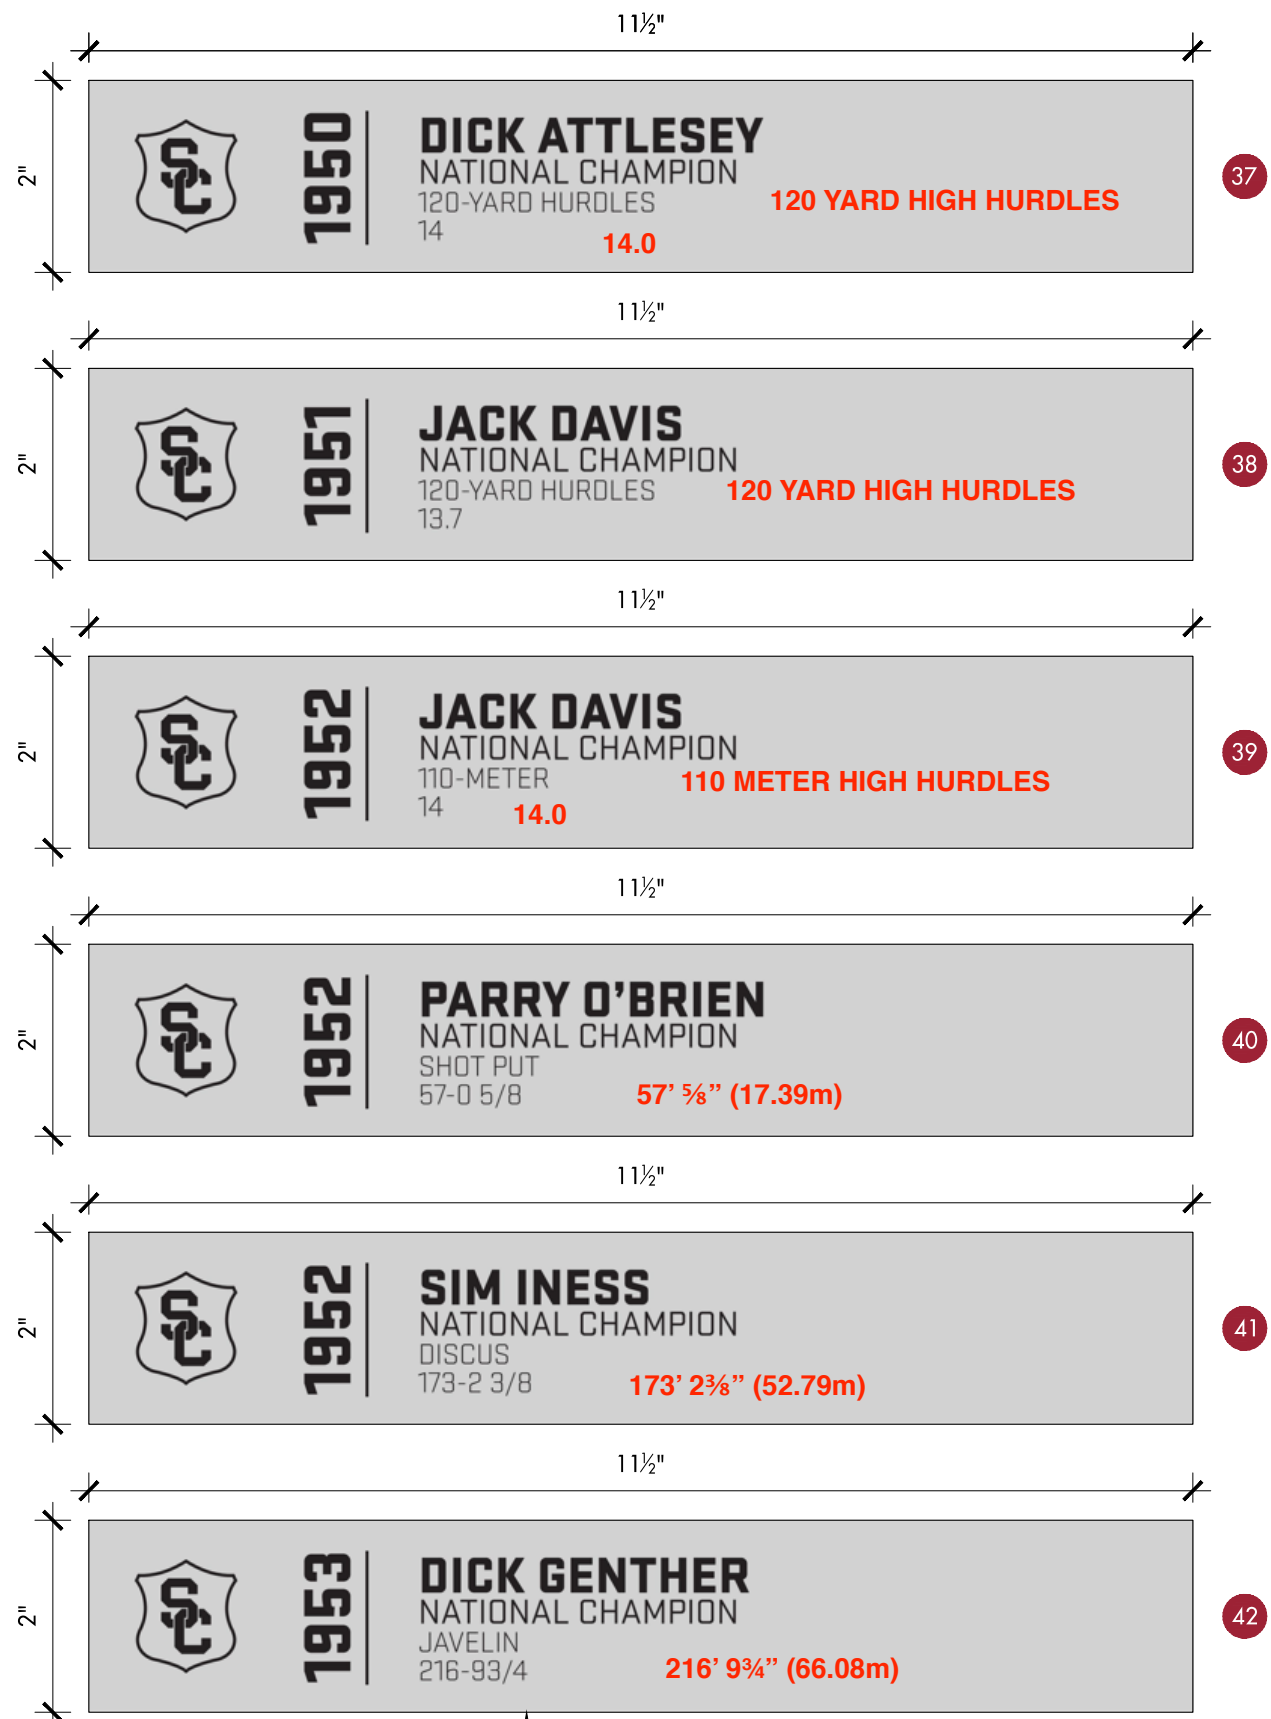 11½"
2"
SC
1950
DICK ATTLESEY
NATIONAL CHAMPION
120-YARD HURDLES
120 YARD HIGH HURDLES
14
14.0
37
11½"
2"
SC
1951
JACK DAVIS
NATIONAL CHAMPION
120-YARD HURDLES
120 YARD HIGH HURDLES
13.7
38
11½"
2"
SC
1952
JACK DAVIS
NATIONAL CHAMPION
110-METER
110 METER HIGH HURDLES
14
14.0
39
11½"
2"
SC
1952
PARRY O’BRIEN
NATIONAL CHAMPION
SHOT PUT
57-0 5/8
57’ ⅝” (17.39m)
40
11½"
2"
SC
1952
SIM INESS
NATIONAL CHAMPION
DISCUS
173-2 3/8
173’ 2⅜” (52.79m)
41
11½"
2"
SC
1953
DICK GENTHER
NATIONAL CHAMPION
JAVELIN
216-93/4
216’ 9¾” (66.08m)
42